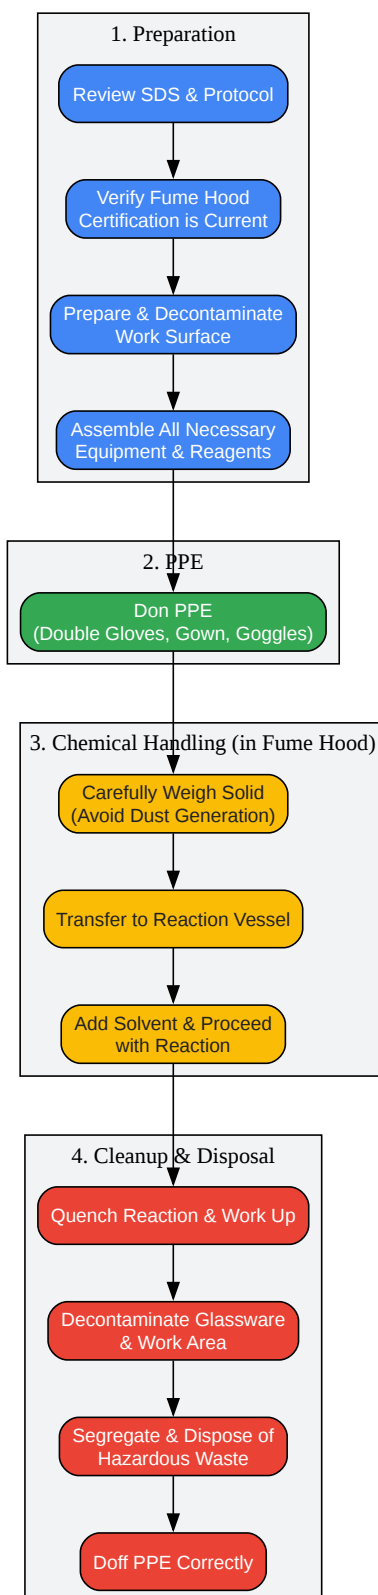 1. Preparation
Review SDS & Protocol
Verify Fume Hood
Certification is Current
Prepare & Decontaminate
Work Surface
Assemble All Necessary
Equipment & Reagents
2. PPE
Don PPE
(Double Gloves, Gown, Goggles)
3. Chemical Handling (in Fume Hood)
Carefully Weigh Solid
(Avoid Dust Generation)
Transfer to Reaction Vessel
Add Solvent & Proceed
with Reaction
4. Cleanup & Disposal
Quench Reaction & Work Up
Decontaminate Glassware
& Work Area
Segregate & Dispose of
Hazardous Waste
Doff PPE Correctly